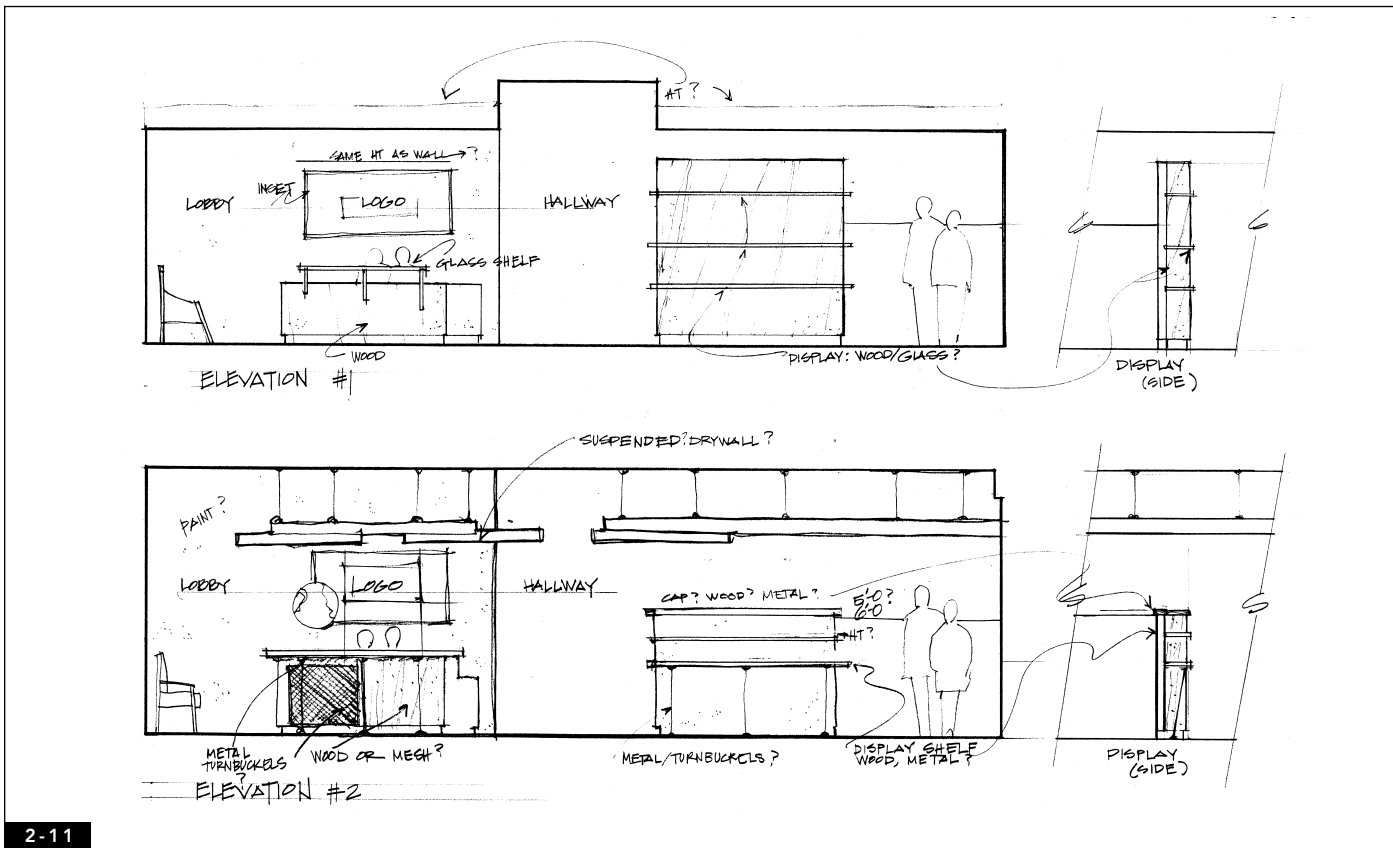 HT ?
SAME HT AS WALL → ?
INSET
LOBBY
LOGO
HALLWAY
GLASS SHELF
WOOD
DISPLAY: WOOD/GLASS ?
DISPLAY
(SIDE)
ELEVATION #1
SUSPENDED? DRYWALL ?
PAINT ?
LOBBY
LOGO
HALLWAY
CAP? WOOD? METAL?
5'-0?
6'-0
HT?
METAL
TURNBUCKELS
?
WOOD OR MESH?
METAL/TURNBUCKELS ?
DISPLAY SHELF
WOOD, METAL ?
DISPLAY
(SIDE)
ELEVATION #2
2-11